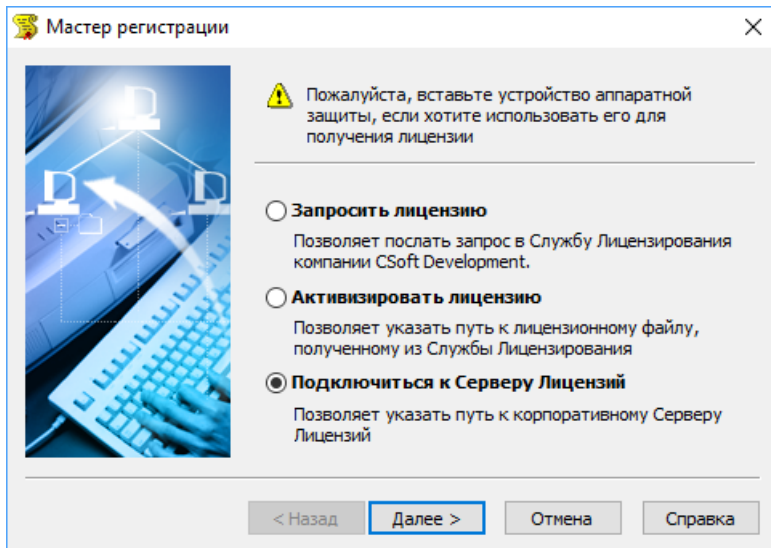 Мастер регистрации
Пожалуйста, вставьте устройство аппаратной
защиты, если хотите использовать его для
получения лицензии
Запросить лицензию
Позволяет послать запрос в Службу Лицензирования
компании CSoft Development.
Активизировать лицензию
Позволяет указать путь к лицензионному файлу,
полученному из Службы Лицензирования
Подключиться к Серверу Лицензий
Позволяет указать путь к корпоративному Серверу
Лицензий
< Назад
Далее >
Отмена
Справка